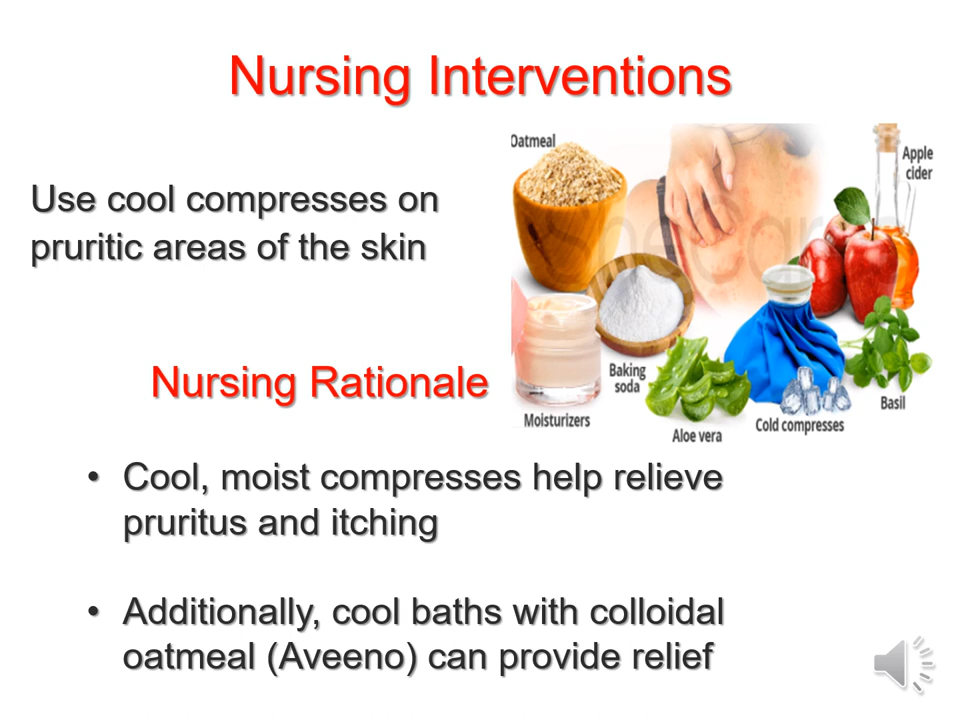 Nursing Interventions
Use cool compresses on
pruritic areas of the skin
Oatmeal
Apple
cider
Baking
soda
Moisturizers
Aloe vera
Cold compresses
Basil
Nursing Rationale
• Cool, moist compresses help relieve
pruritus and itching
• Additionally, cool baths with colloidal
oatmeal (Aveeno) can provide relief